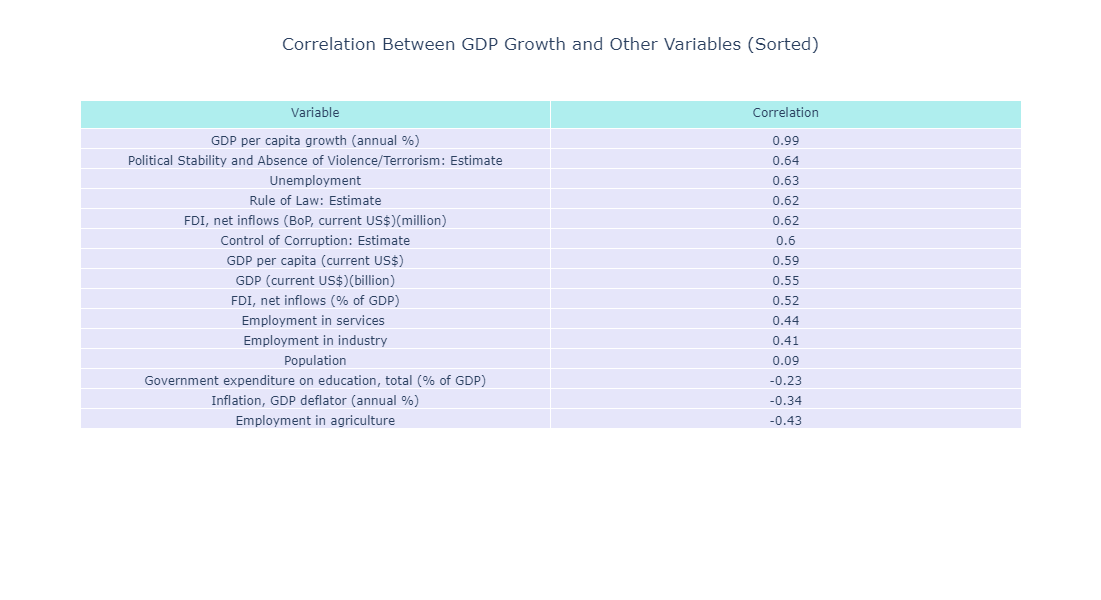 Correlation Between GDP Growth and Other Variables (Sorted)
Variable Correlation
GDP per capita growth (annual %) 0.99
Political Stability and Absence of Violence/Terrorism: Estimate 0.64
Unemployment 0.63
Rule of Law: Estimate 0.62
FDI, net inflows (BoP, current US$)(million) 0.62
Control of Corruption: Estimate 0.6
GDP per capita (current US$) 0.59
GDP (current US$)(billion) 0.55
FDI, net inflows (% of GDP) 0.52
Employment in services 0.44
Employment in industry 0.41
Population 0.09
Government expenditure on education, total (% of GDP) -0.23
Inflation, GDP deflator (annual %) -0.34
Employment in agriculture -0.43